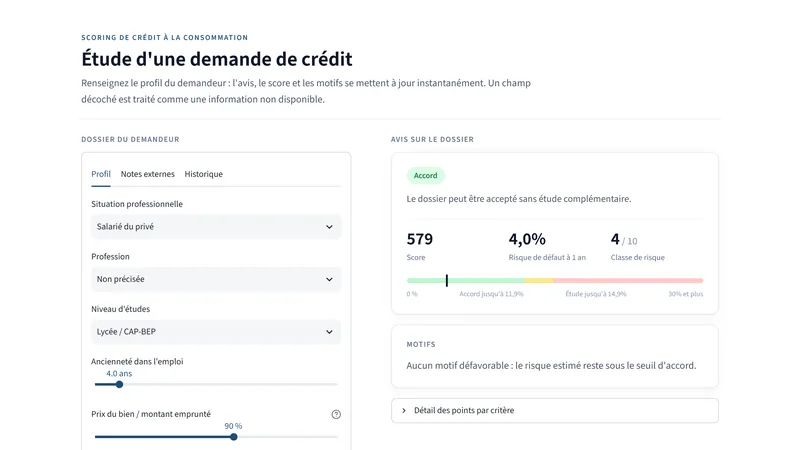 SCORING DE CRÉDIT À LA CONSOMMATION
Étude d'une demande de crédit
Renseignez le profil du demandeur : l'avis, le score et les motifs se mettent à jour instantanément. Un champ
décoché est traité comme une information non disponible.
DOSSIER DU DEMANDEUR
Profil Notes externes Historique
Situation professionnelle
Salarié du privé
Profession
Non précisée
Niveau d'études
Lycée / CAP-BEP
Ancienneté dans l'emploi
4.0 ans
Prix du bien / montant emprunté
90 %
AVIS SUR LE DOSSIER
Accord
Le dossier peut être accepté sans étude complémentaire.
579 4,0% 4 / 10
Score Risque de défaut à 1 an Classe de risque
0 % Accord jusqu'à 11,9% Étude jusqu'à 14,9% 30% et plus
MOTIFS
Aucun motif défavorable : le risque estimé reste sous le seuil d'accord.
Détail des points par critère